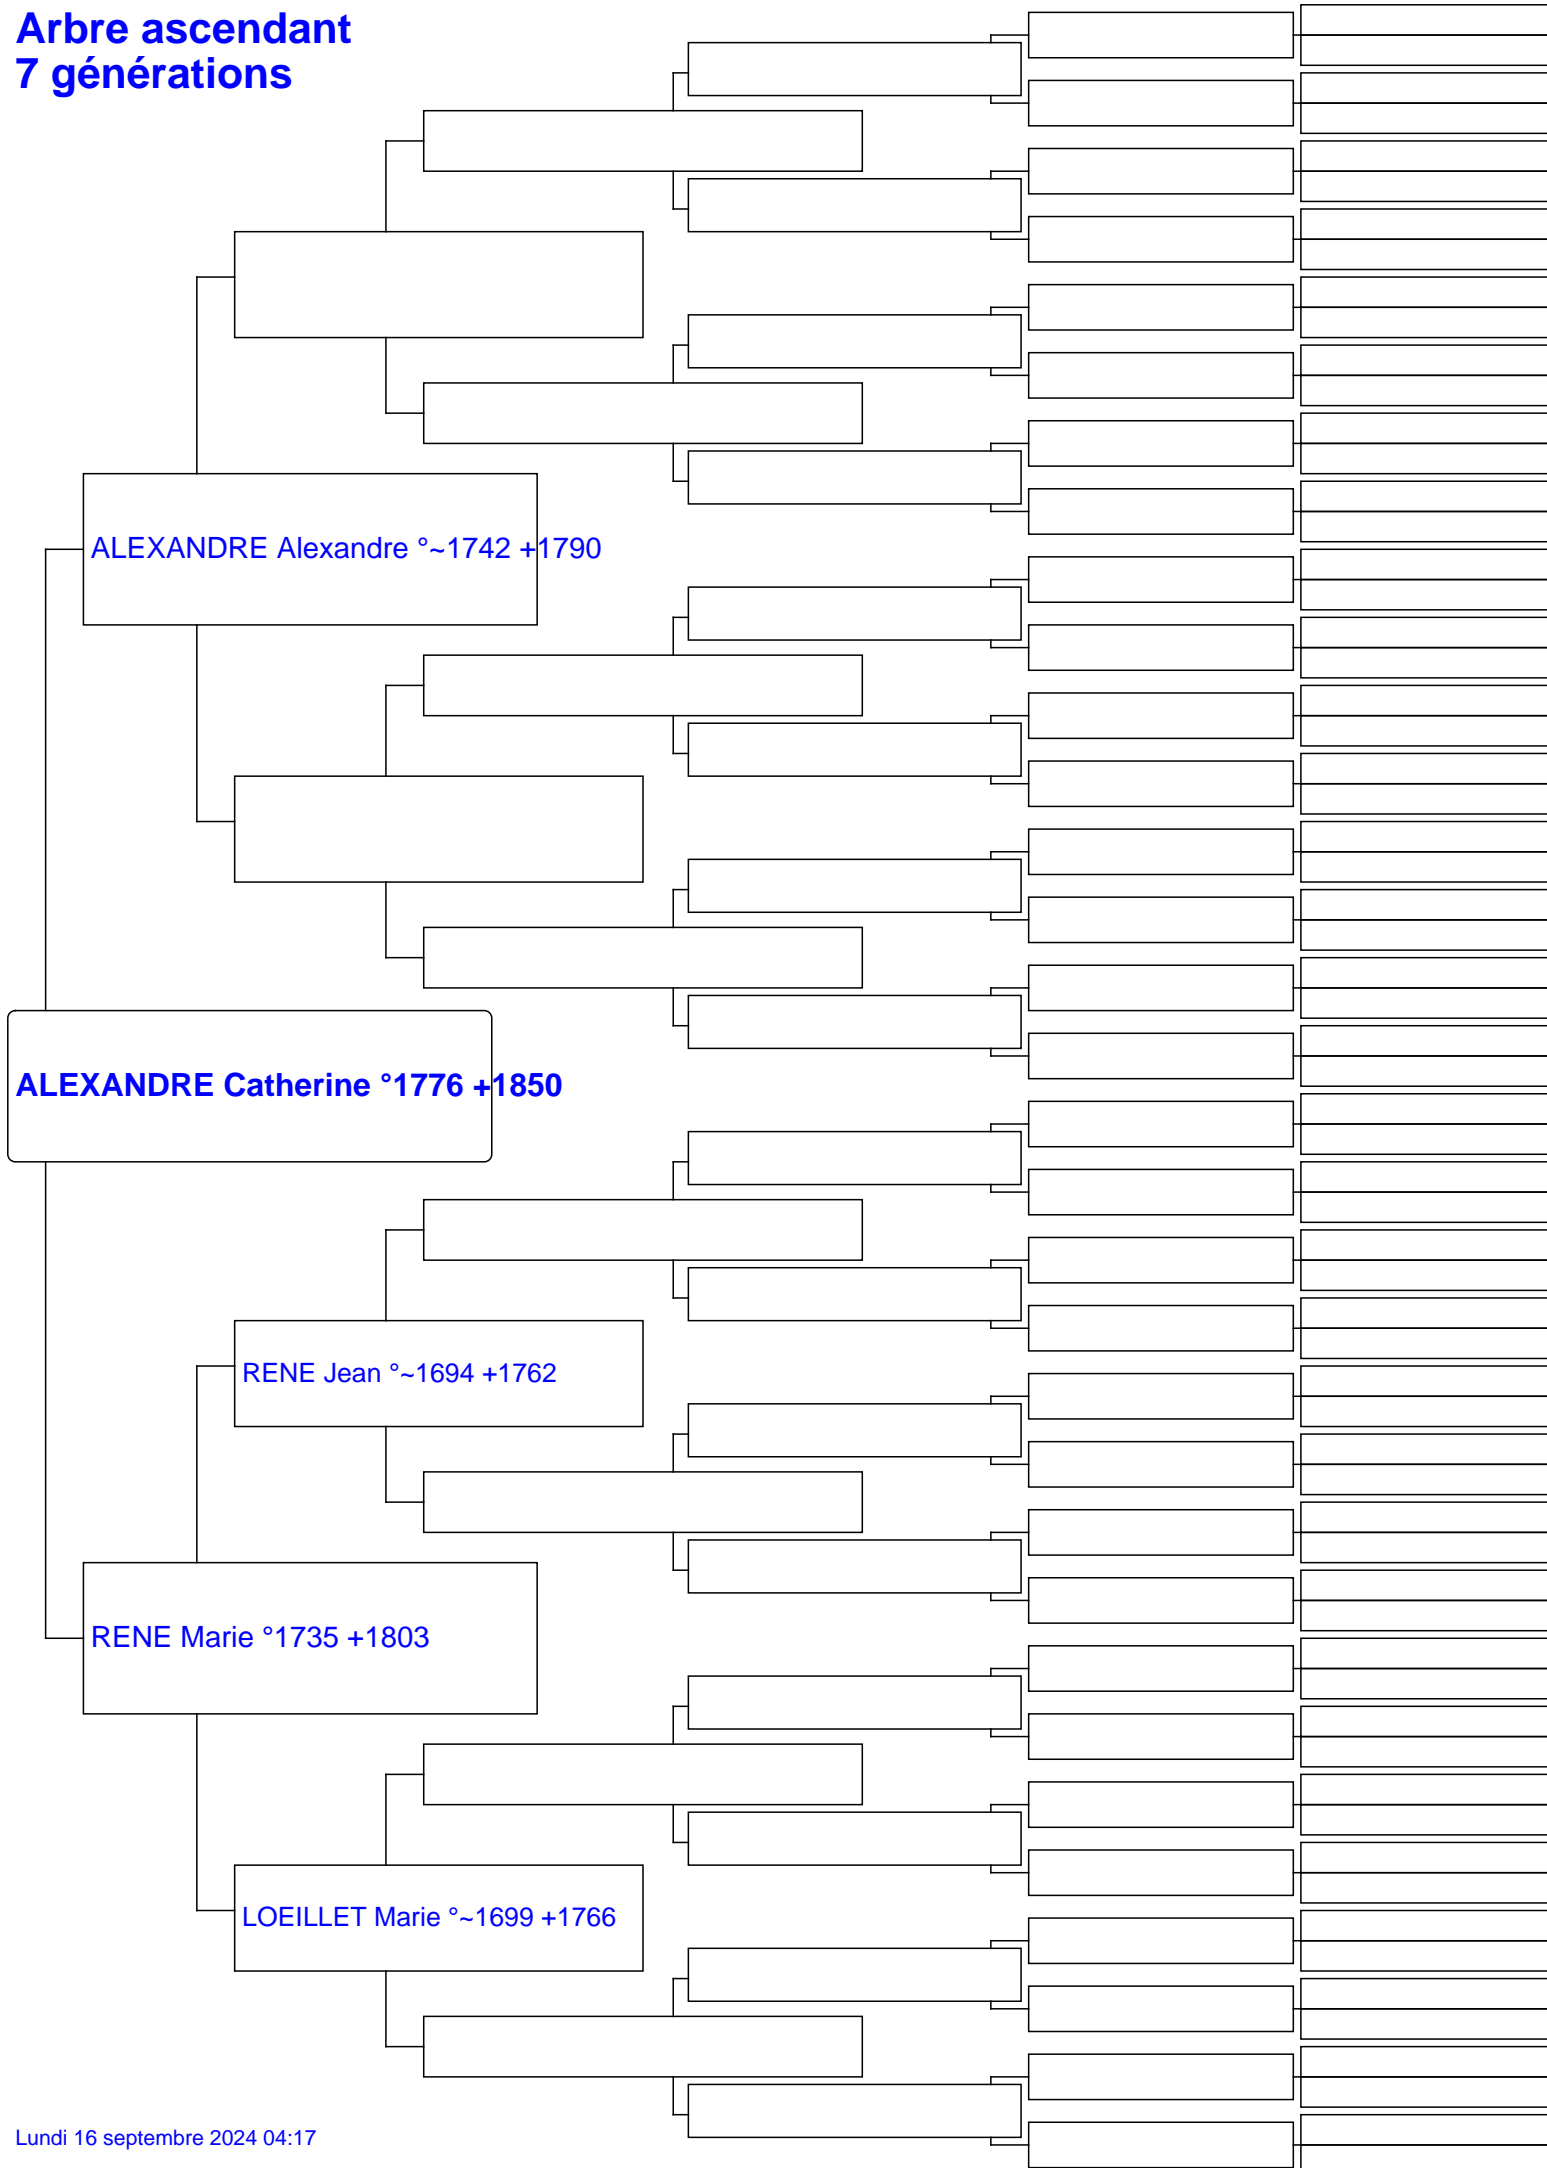 Arbre ascendant
7 générations
ALEXANDRE Alexandre °~1742 +1790
ALEXANDRE Catherine °1776 +1850
RENE Jean °~1694 +1762
RENE Marie °1735 +1803
LOEILLET Marie °~1699 +1766
Lundi 16 septembre 2024 04:17